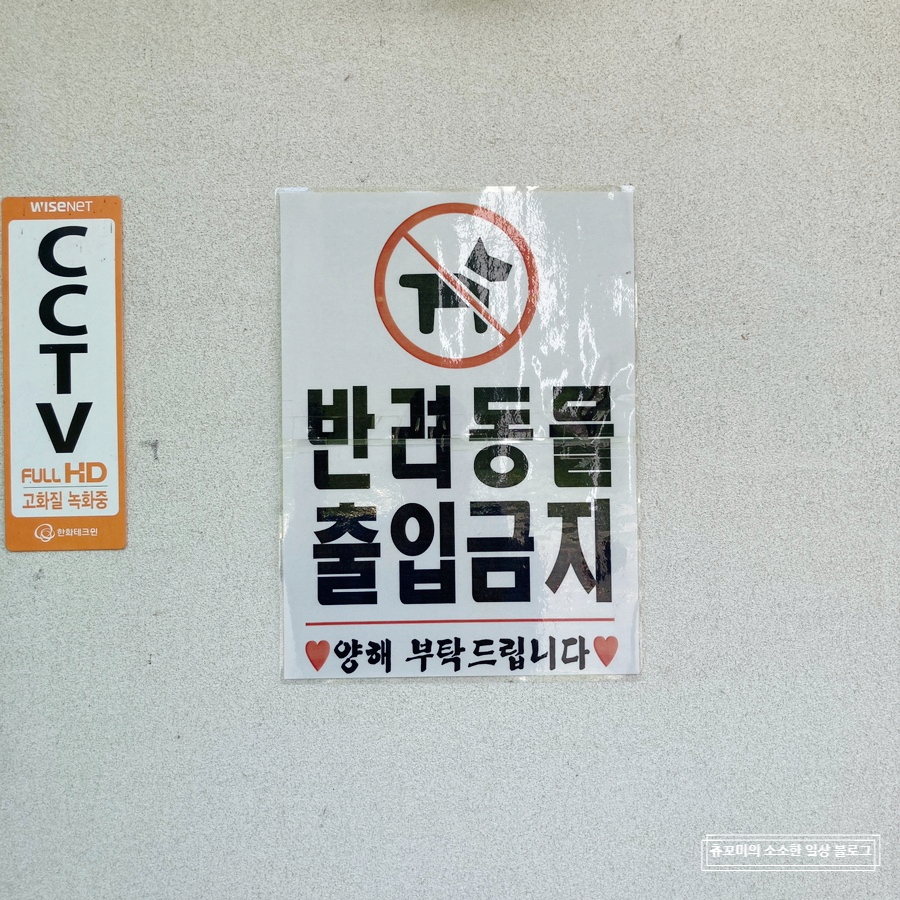 WISENET
CCTV
FULL HD
고화질 녹화중
한화테크윈
반려동물
출입금지
양해 부탁드립니다
쥬꼬미의 소소한 일상 블로그